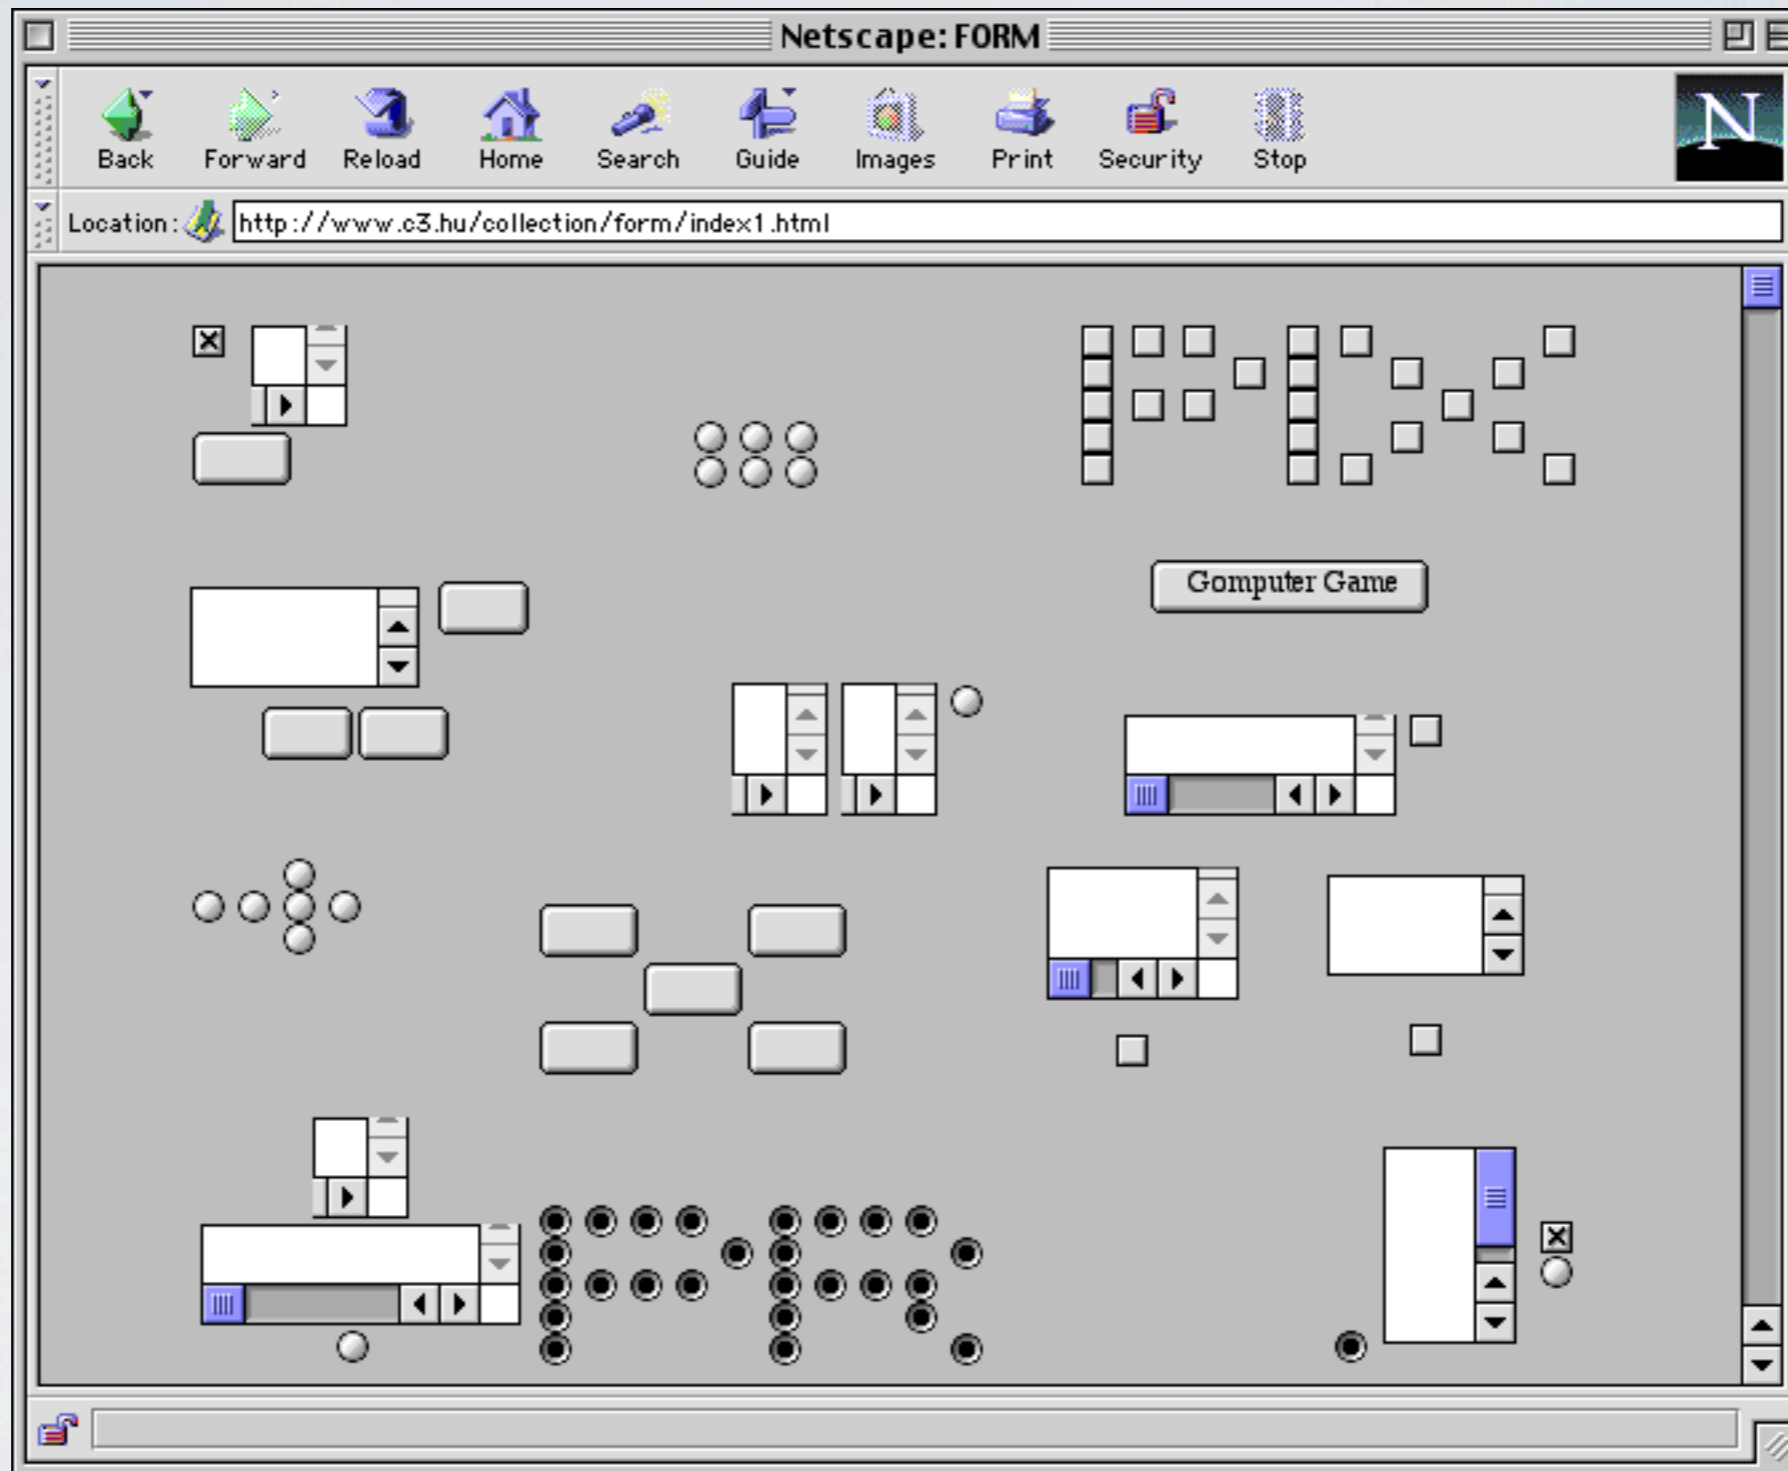 Netscape: FORM
N
Back Forward Reload Home Search Guide Images Print Security Stop
Location: http://www.c3.hu/collection/form/index1.html
Gomputer Game